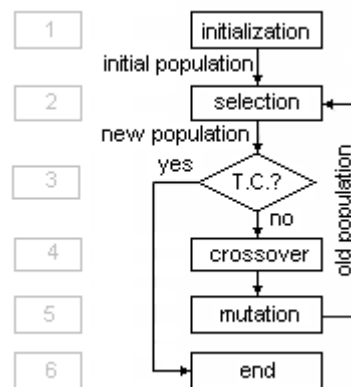 1
initialization
initial population
2
selection
new population
yes
3
T.C.?
no
old population
4
crossover
5
mutation
6
end